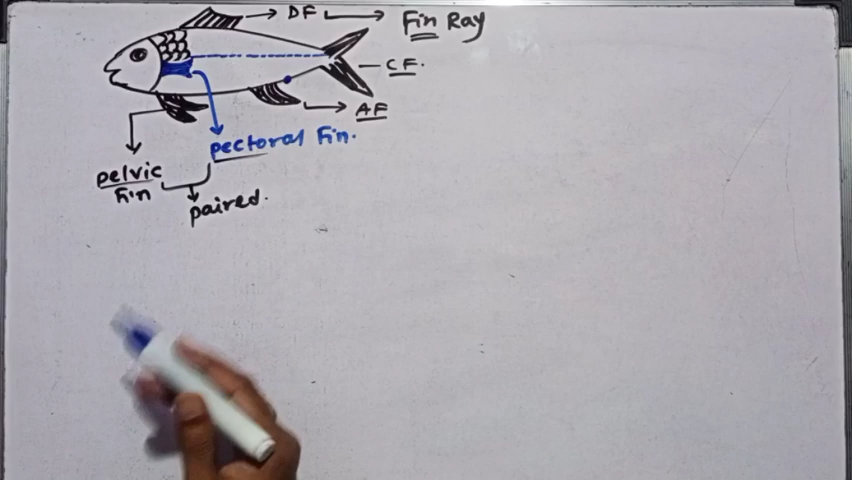 DF
Fin Ray
CF.
AF
pectoral Fin.
pelvic
Fin
paired.